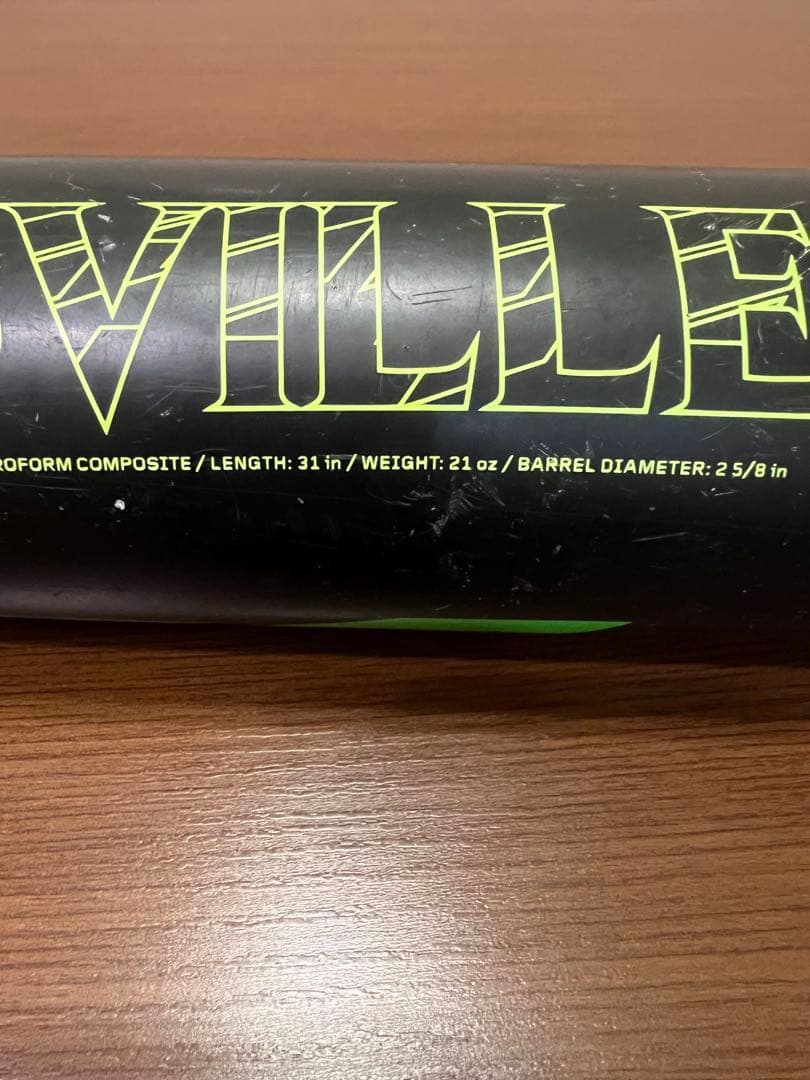 VILLE
ROFORM COMPOSITE / LENGTH: 31 in / WEIGHT: 21 oz / BARREL DIAMETER: 2 5/8 in